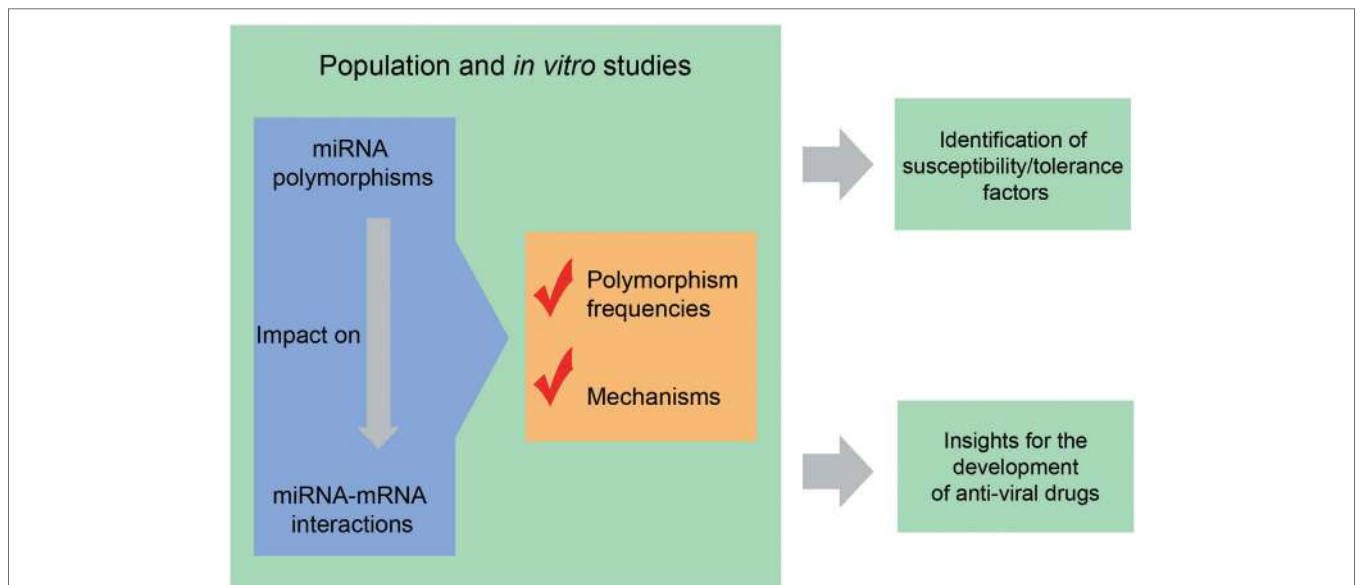 Population and in vitro studies
miRNA
polymorphisms
Impact on
miRNA-mRNA
interactions
Polymorphism
frequencies
Mechanisms
Identification of
susceptibility/tolerance
factors
Insights for the
development
of anti-viral drugs